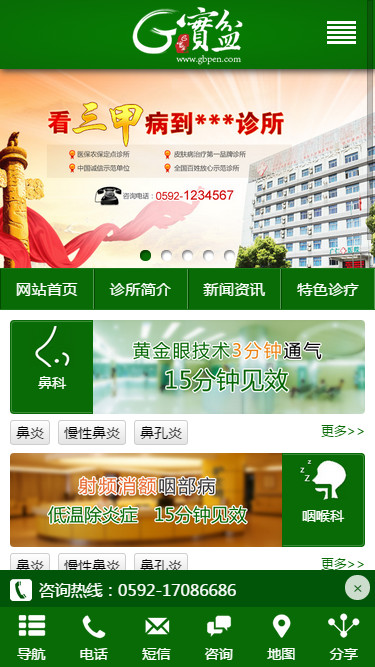 G宝盆
www.gbpen.com
看三甲病到***诊所
医保农保定点诊所
皮肤病治疗第一品牌诊所
中国诚信示范单位
全国百姓放心示范诊所
咨询电话：0592-1234567
网站首页
诊所简介
新闻资讯
特色诊疗
鼻科
黄金眼技术3分钟通气
15分钟见效
鼻炎
慢性鼻炎
鼻孔炎
更多>>
射频消额咽部病
低温除炎症 15分钟见效
z z z
咽喉科
鼻炎
慢性鼻炎
鼻孔炎
更多>>
咨询热线：0592-17086686
×
导航
电话
短信
咨询
地图
分享